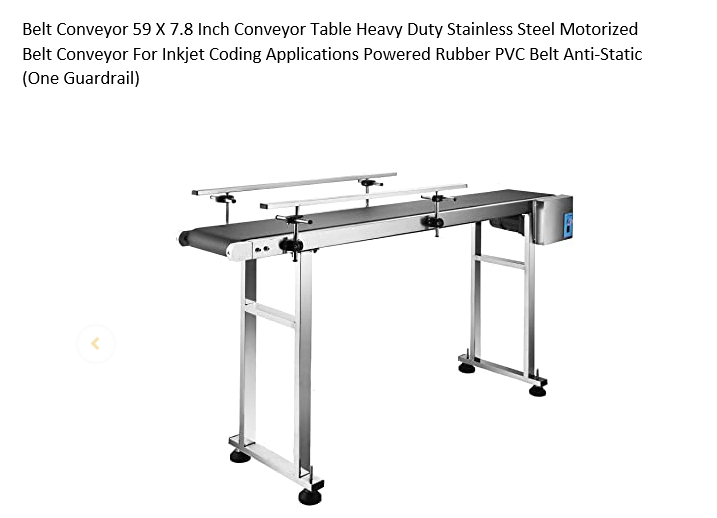 Belt Conveyor 59 X 7.8 Inch Conveyor Table Heavy Duty Stainless Steel Motorized
Belt Conveyor For Inkjet Coding Applications Powered Rubber PVC Belt Anti-Static
(One Guardrail)